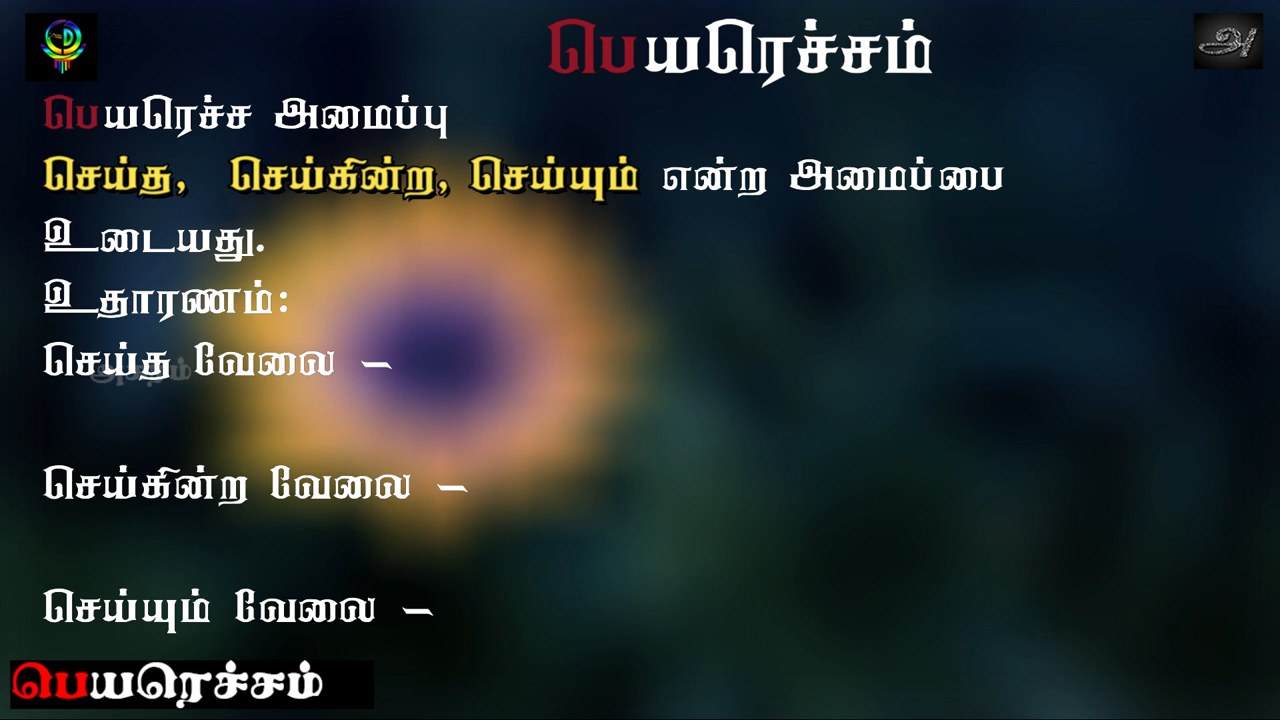 பெயரெச்சம்
அ
பெயரெச்ச அமைப்பு
செய்த, செய்கின்ற, செய்யும் என்ற அமைப்பை
உடையது.
உதாரணம்:
செய்த வேலை –
செய்கின்ற வேலை –
செய்யும் வேலை –
பெயரெச்சம்